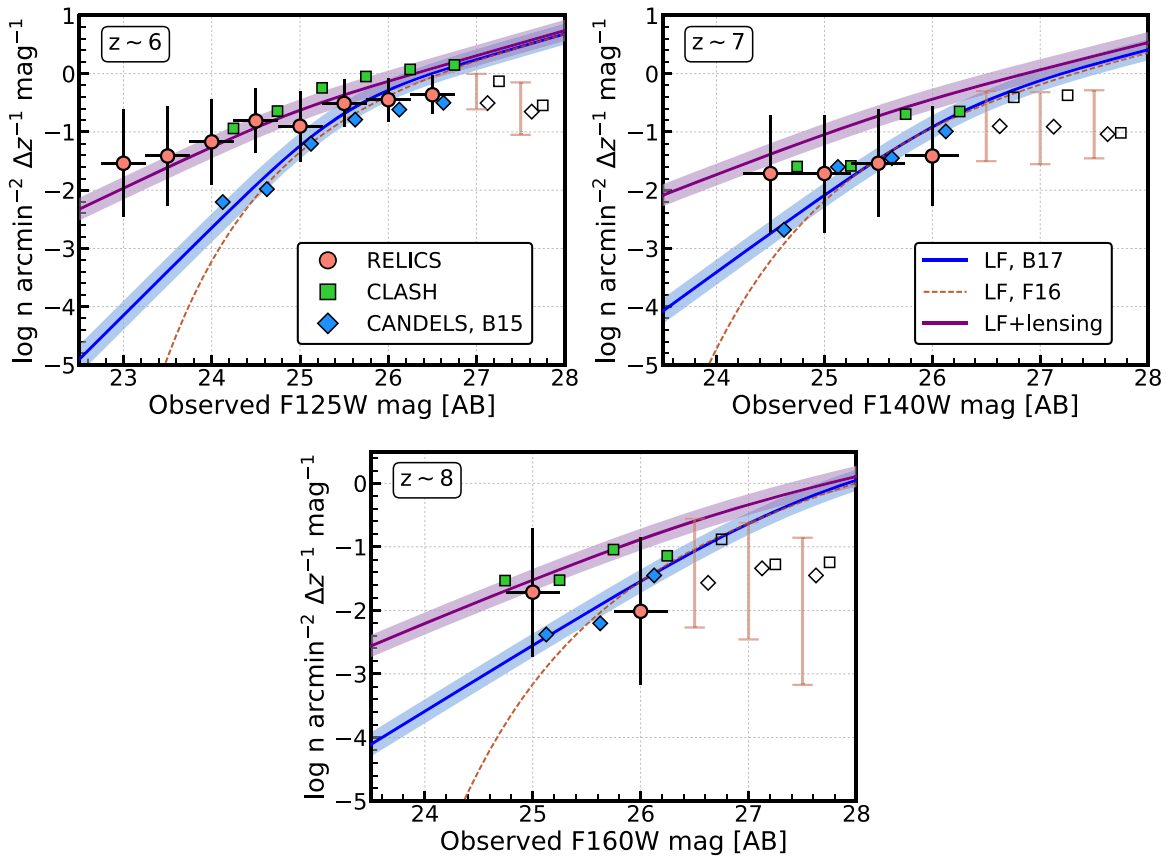 1
0
−1
−2
−3
−4
−5
log n arcmin−2 Δz−1 mag−1
z ~ 6
RELICS
CLASH
CANDELS, B15
23 24 25 26 27 28
Observed F125W mag [AB]
1
0
−1
−2
−3
−4
−5
log n arcmin−2 Δz−1 mag−1
z ~ 7
LF, B17
LF, F16
LF+lensing
24 25 26 27 28
Observed F140W mag [AB]
0
−1
−2
−3
−4
−5
log n arcmin−2 Δz−1 mag−1
z ~ 8
24 25 26 27 28
Observed F160W mag [AB]